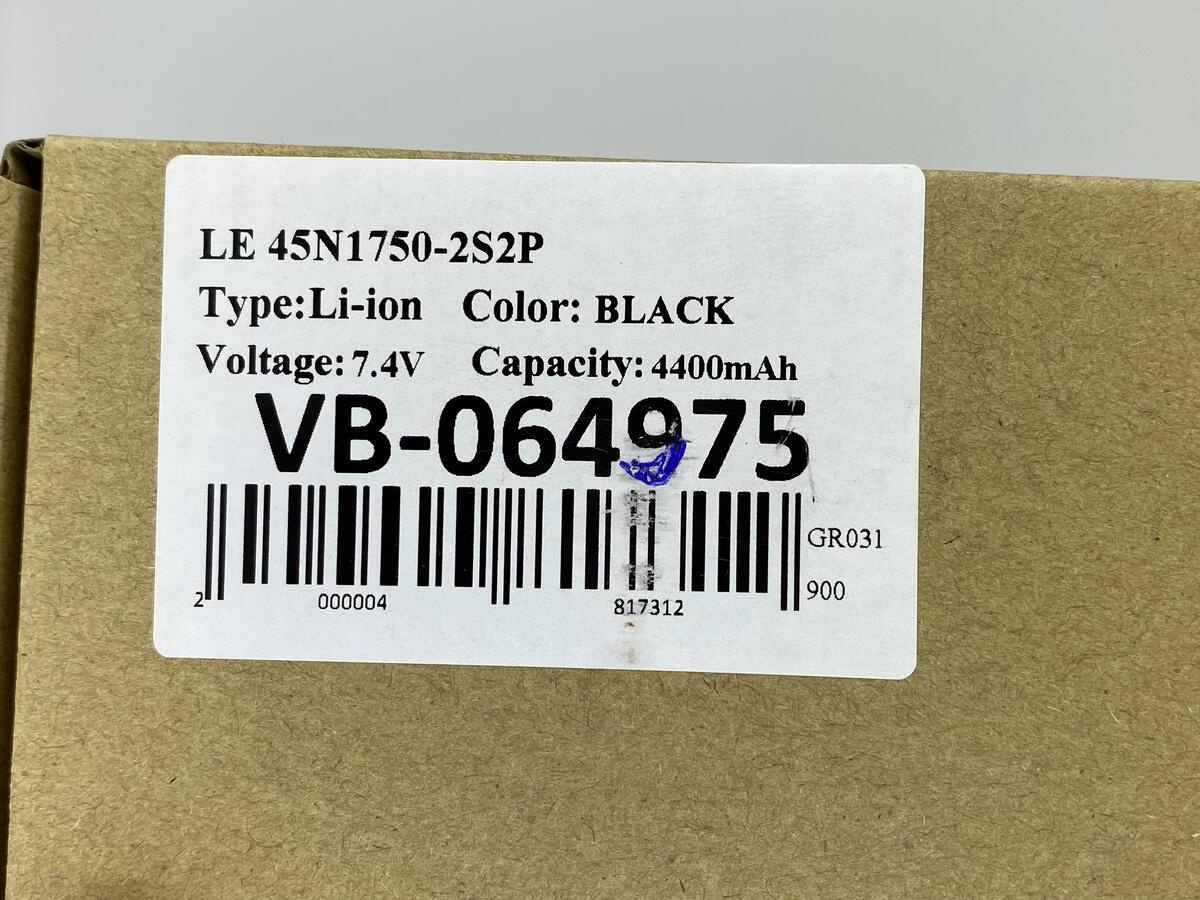 LE 45N1750-2S2P
Type:Li-ion Color: BLACK
Voltage: 7.4V Capacity: 4400mAh
VB-064975
GR031
900
2 000004 817312